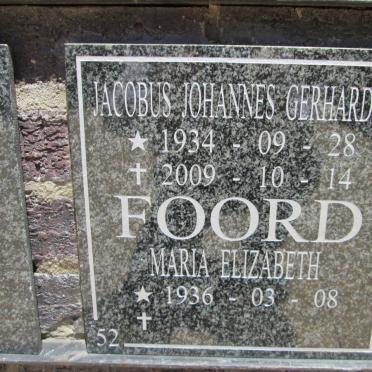 JACOBUS JOHANNES GERHARD
★ 1934 - 09 - 28
✝ 2009 - 10 - 14
FOORD
MARIA ELIZABETH
★ 1936 - 03 - 08
✝
52